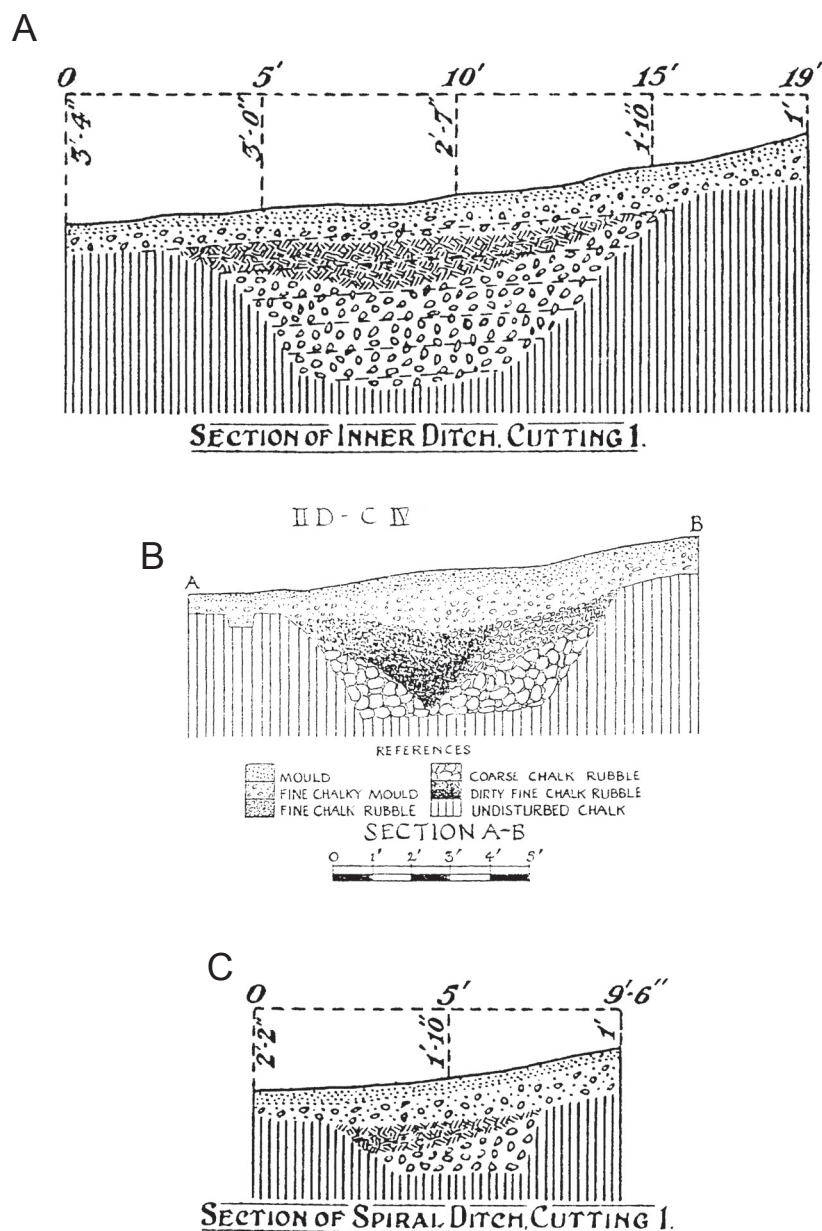 A
0 5' 10' 15' 19'
3'-4" 3'-0" 2'-7" 1'-10" 1'
SECTION OF INNER DITCH, CUTTING 1.
II D - C IV
B
A B
REFERENCES
MOULD COARSE CHALK RUBBLE
FINE CHALKY MOULD DIRTY FINE CHALK RUBBLE
FINE CHALK RUBBLE UNDISTURBED CHALK
SECTION A-B
0 1' 2' 3' 4' 5'
C
0 5' 9'-6"
2'-2" 1'-10" 1'
SECTION OF SPIRAL DITCH, CUTTING 1.